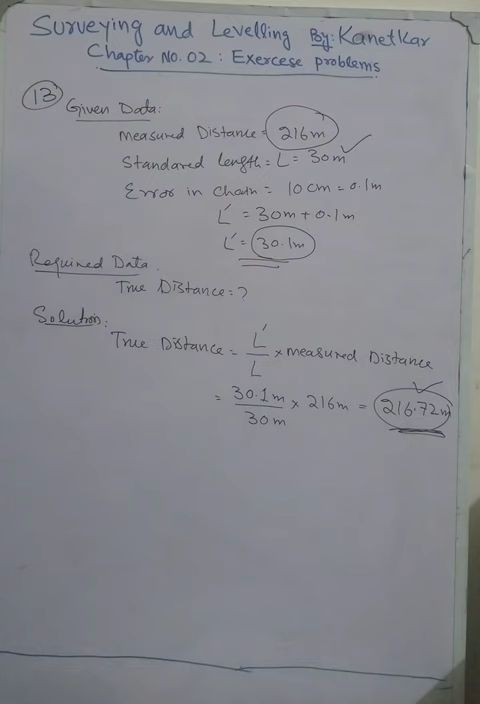 Surveying and Levelling By: Kanetkar
Chapter No. 02 : Exercese problems
13 Given Data:
Measured Distance = 216m
Standared length = L = 30m
Error in chain = 10 cm = 0.1m
L' = 30m + 0.1m
L' = 30.1m
Required Data.
True Distance = ?
Solution:
True Distance = L'/L × measured Distance
= 30.1m/30m × 216m = 216.72m